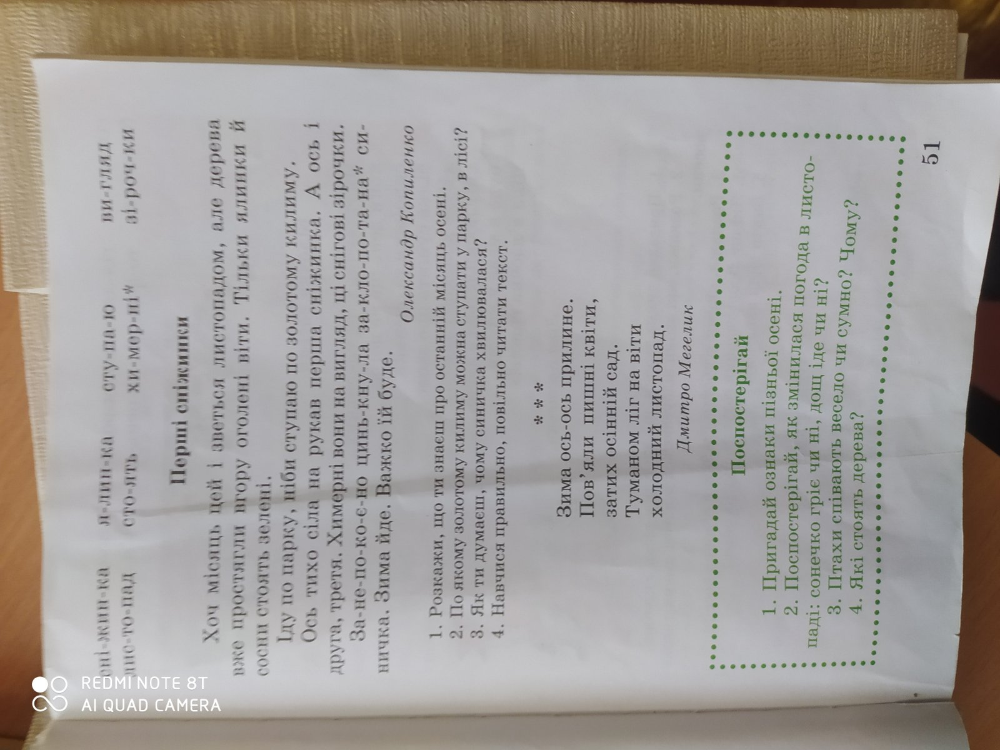 сні-жин-ка я-лин-ка сту-па-ю ви-гляд
лис-то-пад сто-ять хи-мер-ні* зі-роч-ки
Перші сніжинки
Хоч місяць цей і зветься листопадом, але дерева
вже простягли вгору оголені віти. Тільки ялинки й
сосни стоять зелені.
Іду по парку, ніби ступаю по золотому килиму.
Ось тихо сіла на рукав перша сніжинка. А ось і
друга, третя. Химерні вони на вигляд, ці снігові зірочки.
За-не-по-ко-є-но цинь-кну-ла за-кло-по-та-на* си-
ничка. Зима йде. Важко їй буде.
Олександр Копиленко
1. Розкажи, що ти знаєш про останній місяць осені.
2. По якому золотому килиму можна ступати у парку, в лісі?
3. Як ти думаєш, чому синичка хвилювалася?
4. Навчися правильно, повільно читати текст.
* * *
Зима ось-ось прилине.
Пов’яли пишні квіти,
затих осінній сад.
Туманом ліг на віти
холодний листопад.
Дмитро Мегелик
Поспостерігай
1. Пригадай ознаки пізньої осені.
2. Поспостерігай, як змінилася погода в листо-
паді: сонечко гріє чи ні, дощ іде чи ні?
3. Птахи співають весело чи сумно? Чому?
4. Які стоять дерева?
51
REDMI NOTE 8T
AI QUAD CAMERA